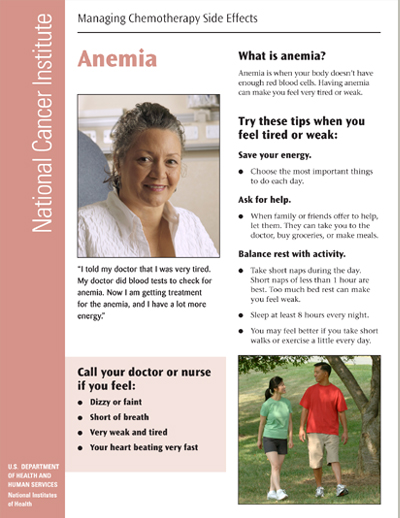 National Cancer Institute
Managing Chemotherapy Side Effects
Anemia
"I told my doctor that I was very tired.
My doctor did blood tests to check for
anemia. Now I am getting treatment
for the anemia, and I have a lot more
energy."
Call your doctor or nurse
if you feel:
● Dizzy or faint
● Short of breath
● Very weak and tired
● Your heart beating very fast
What is anemia?
Anemia is when your body doesn't have
enough red blood cells. Having anemia
can make you feel very tired or weak.
Try these tips when you
feel tired or weak:
Save your energy.
● Choose the most important things
to do each day.
Ask for help.
● When family or friends offer to help,
let them. They can take you to the
doctor, buy groceries, or make meals.
Balance rest with activity.
● Take short naps during the day.
Short naps of less than 1 hour are
best. Too much bed rest can make
you feel weak.
● Sleep at least 8 hours every night.
● You may feel better if you take short
walks or exercise a little every day.
U.S. DEPARTMENT
OF HEALTH AND
HUMAN SERVICES
National Institutes
of Health